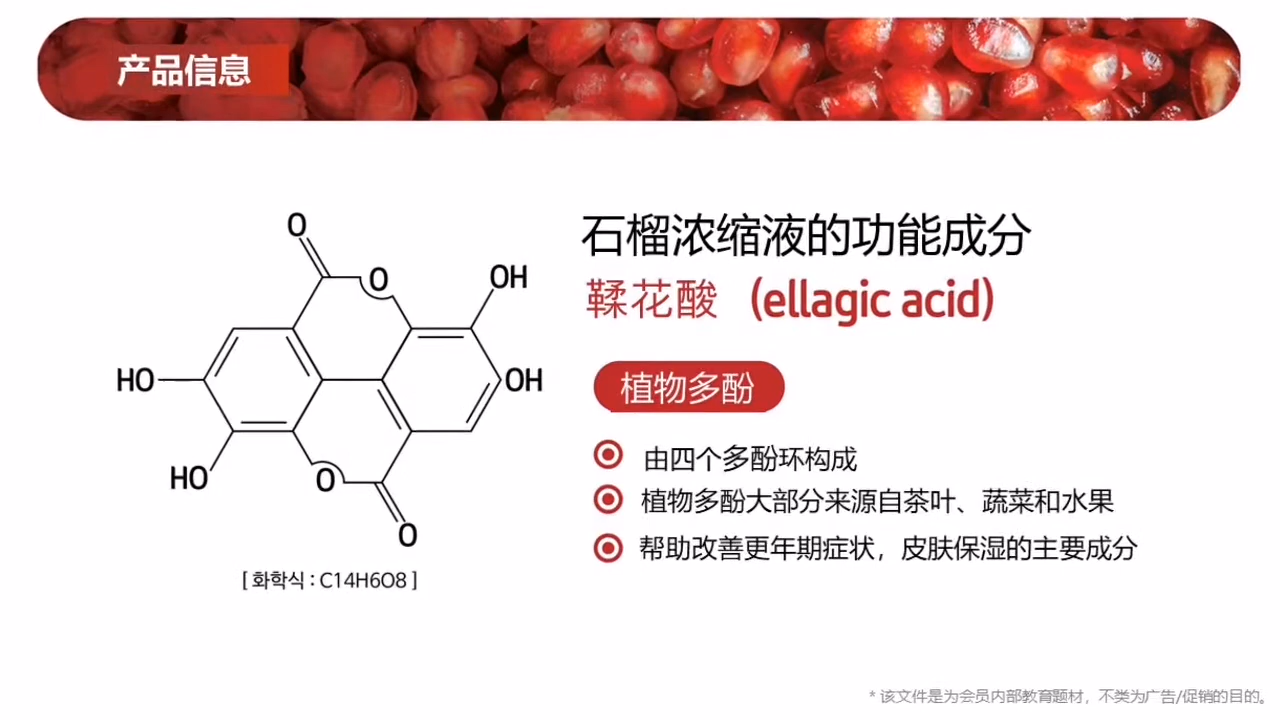 产品信息
石榴浓缩液的功能成分
鞣花酸 (ellagic acid)
植物多酚
由四个多酚环构成
植物多酚大部分来源自茶叶、蔬菜和水果
帮助改善更年期症状，皮肤保湿的主要成分
O
O
OH
HO
OH
HO
O
O
[ 화학식 : C14H6O8 ]
* 该文件是为会员内部教育题材，不类为广告/促销的目的。